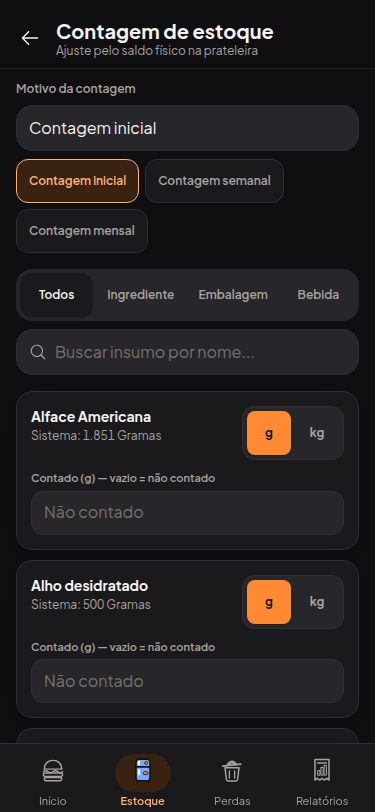 Contagem de estoque
Ajuste pelo saldo físico na prateleira
Motivo da contagem
Contagem inicial
Contagem inicial
Contagem semanal
Contagem mensal
Todos
Ingrediente
Embalagem
Bebida
Buscar insumo por nome...
Alface Americana
Sistema: 1.851 Gramas
g
kg
Contado (g) — vazio = não contado
Não contado
Alho desidratado
Sistema: 500 Gramas
g
kg
Contado (g) — vazio = não contado
Não contado
Início
Estoque
Perdas
Relatórios